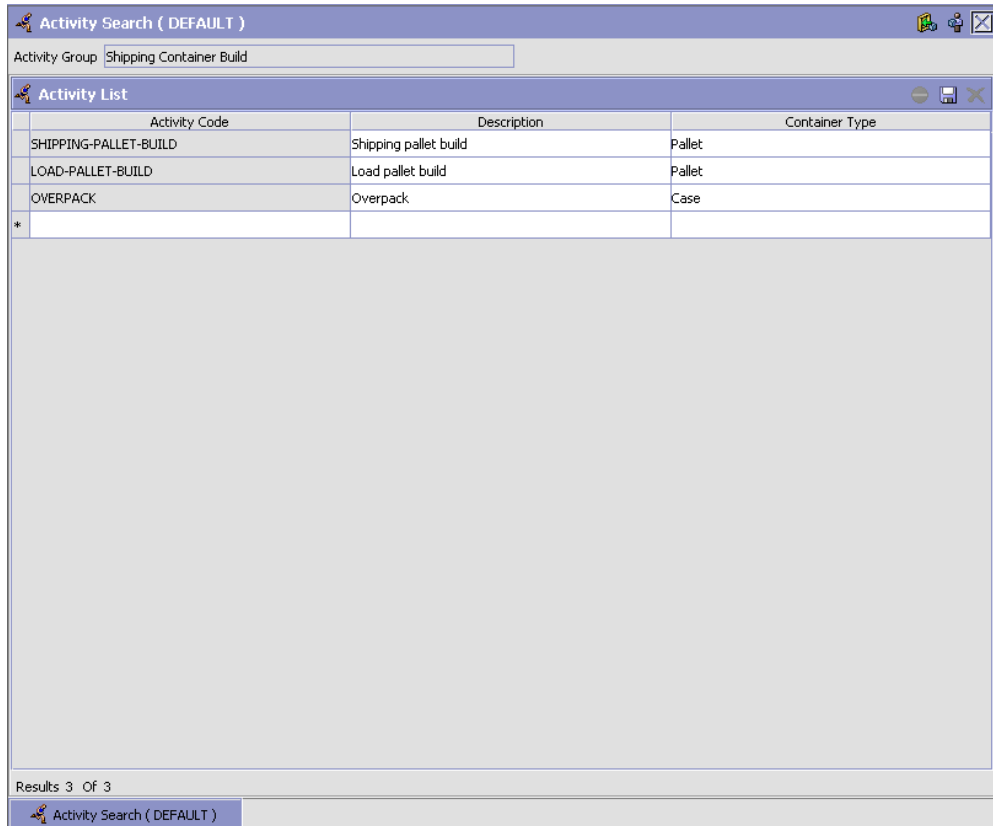 Activity Search ( DEFAULT )
Activity Group Shipping Container Build
Activity List
Activity Code Description Container Type
SHIPPING-PALLET-BUILD Shipping pallet build Pallet
LOAD-PALLET-BUILD Load pallet build Pallet
OVERPACK Overpack Case
*
Results 3 Of 3
Activity Search ( DEFAULT )